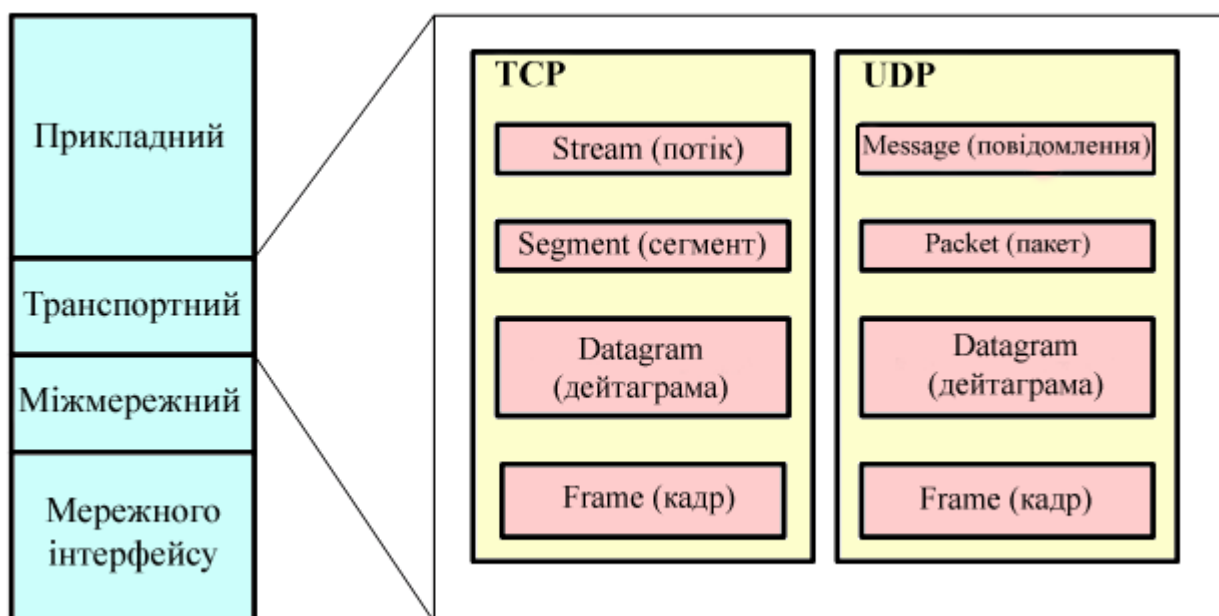 Прикладний
Транспортний
Міжмережний
Мережного
інтерфейсу
TCP
Stream (потік)
Segment (сегмент)
Datagram
(дейтаграма)
Frame (кадр)
UDP
Message (повідомлення)
Packet (пакет)
Datagram
(дейтаграма)
Frame (кадр)